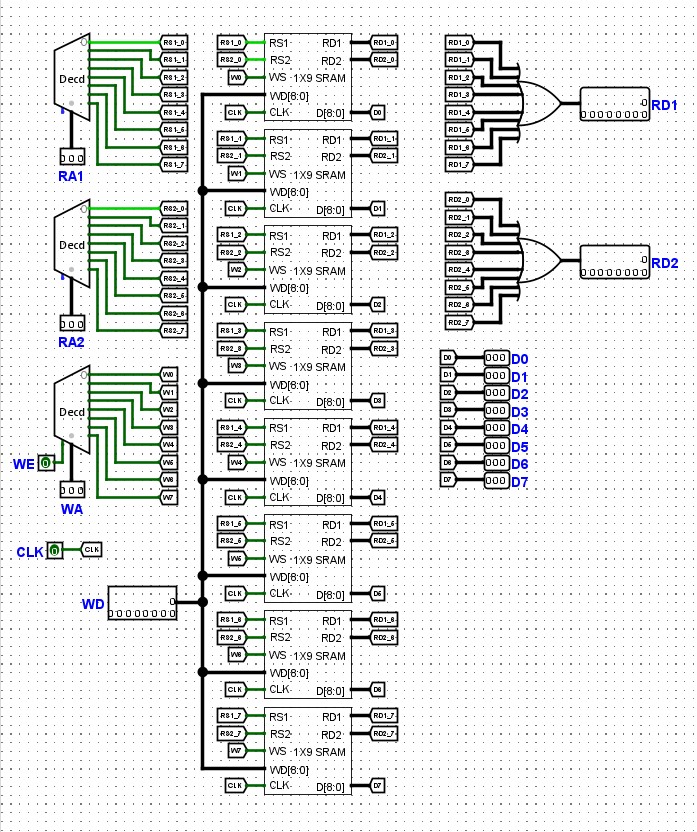 Decd
RS1_0
RS1_1
RS1_2
RS1_3
RS1_4
RS1_5
RS1_6
RS1_7
000
RA1
Decd
RS2_0
RS2_1
RS2_2
RS2_3
RS2_4
RS2_5
RS2_6
RS2_7
000
RA2
Decd
W0
W1
W2
W3
W4
W5
W6
W7
WE 0
000
WA
CLK 0 CLK
WD 0
00000000
RS1_0 RS1 RD1 RD1_0
RS2_0 RS2 RD2 RD2_0
W0 WS 1X9 SRAM
WD[8:0]
CLK CLK D[8:0] D0
RS1_1 RS1 RD1 RD1_1
RS2_1 RS2 RD2 RD2_1
W1 WS 1X9 SRAM
WD[8:0]
CLK CLK D[8:0] D1
RS1_2 RS1 RD1 RD1_2
RS2_2 RS2 RD2 RD2_2
W2 WS 1X9 SRAM
WD[8:0]
CLK CLK D[8:0] D2
RS1_3 RS1 RD1 RD1_3
RS2_3 RS2 RD2 RD2_3
W3 WS 1X9 SRAM
WD[8:0]
CLK CLK D[8:0] D3
RS1_4 RS1 RD1 RD1_4
RS2_4 RS2 RD2 RD2_4
W4 WS 1X9 SRAM
WD[8:0]
CLK CLK D[8:0] D4
RS1_5 RS1 RD1 RD1_5
RS2_5 RS2 RD2 RD2_5
W5 WS 1X9 SRAM
WD[8:0]
CLK CLK D[8:0] D5
RS1_6 RS1 RD1 RD1_6
RS2_6 RS2 RD2 RD2_6
W6 WS 1X9 SRAM
WD[8:0]
CLK CLK D[8:0] D6
RS1_7 RS1 RD1 RD1_7
RS2_7 RS2 RD2 RD2_7
W7 WS 1X9 SRAM
WD[8:0]
CLK CLK D[8:0] D7
RD1_0
RD1_1
RD1_2
RD1_3
RD1_4
RD1_5
RD1_6
RD1_7
0
00000000
RD1
RD2_0
RD2_1
RD2_2
RD2_3
RD2_4
RD2_5
RD2_6
RD2_7
0
00000000
RD2
D0 000 D0
D1 000 D1
D2 000 D2
D3 000 D3
D4 000 D4
D5 000 D5
D6 000 D6
D7 000 D7